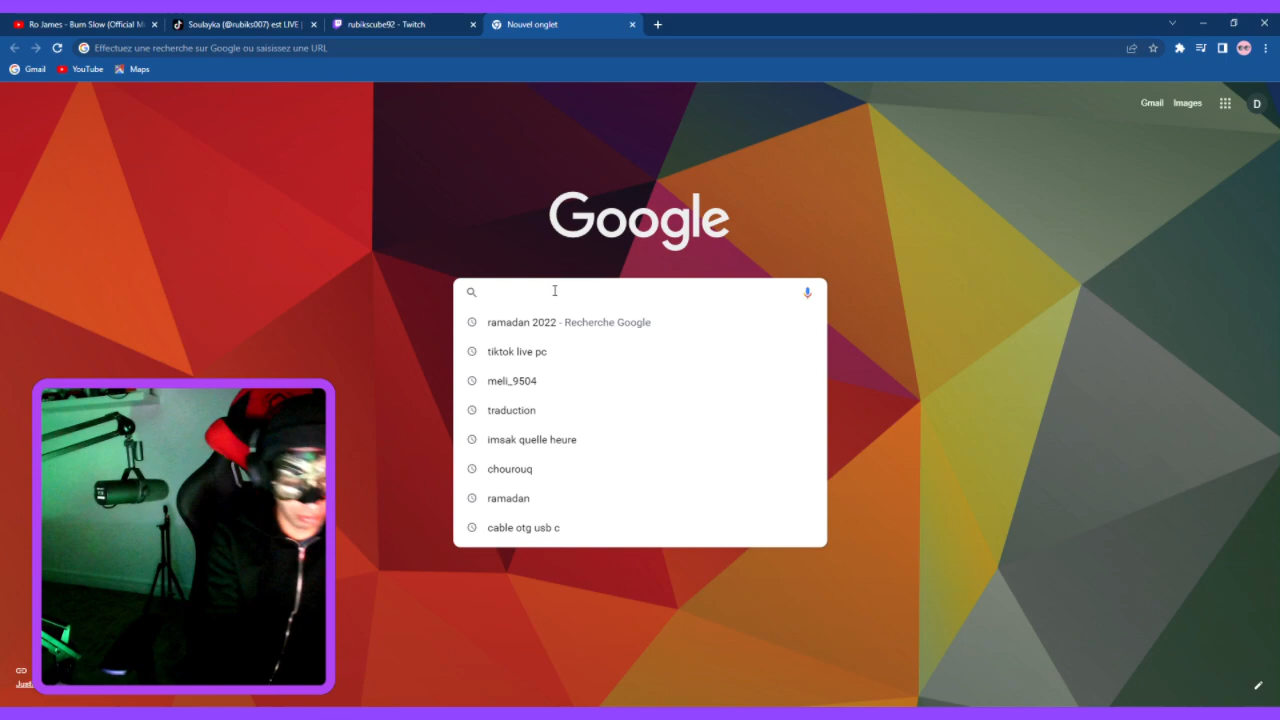 Ro James - Burn Slow (Official M
Soulayka (@rubiks007) est LIVE
rubikscube92 - Twitch
Nouvel onglet
Effectuez une recherche sur Google ou saisissez une URL
Gmail
YouTube
Maps
Gmail
Images
D
Google
ramadan 2022 - Recherche Google
tiktok live pc
meli_9504
traduction
imsak quelle heure
chourouq
ramadan
cable otg usb c
Just